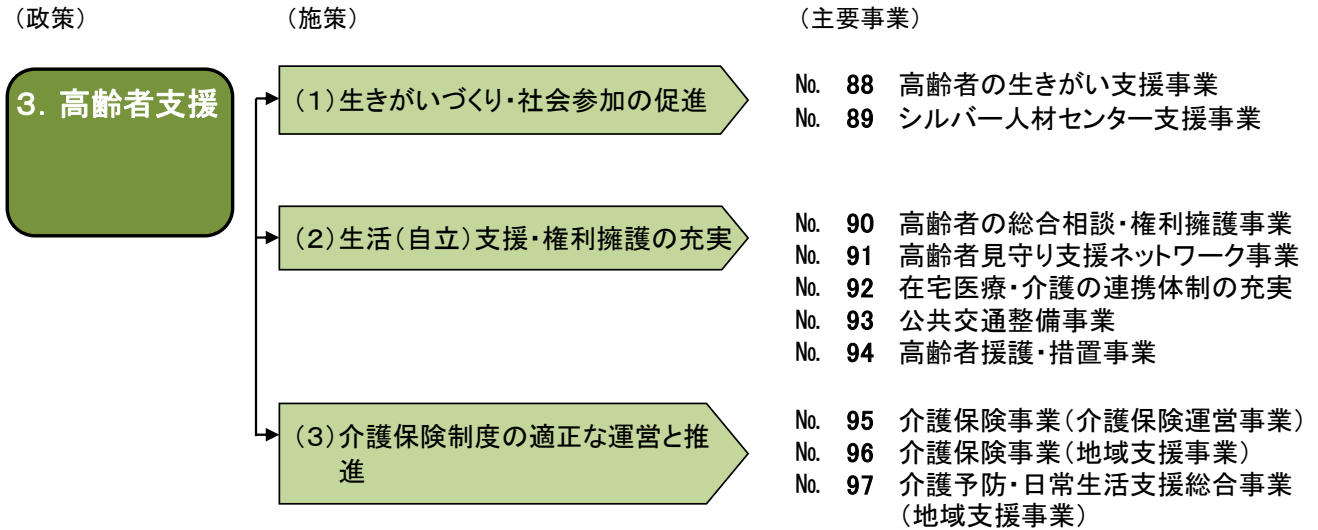 （政策）
（施策）
（主要事業）
３．高齢者支援
（１）生きがいづくり・社会参加の促進
№ 88 高齢者の生きがい支援事業
№ 89 シルバー人材センター支援事業
（２）生活（自立）支援・権利擁護の充実
№ 90 高齢者の総合相談・権利擁護事業
№ 91 高齢者見守り支援ネットワーク事業
№ 92 在宅医療・介護の連携体制の充実
№ 93 公共交通整備事業
№ 94 高齢者援護・措置事業
（３）介護保険制度の適正な運営と推
進
№ 95 介護保険事業（介護保険運営事業）
№ 96 介護保険事業（地域支援事業）
№ 97 介護予防・日常生活支援総合事業
（地域支援事業）